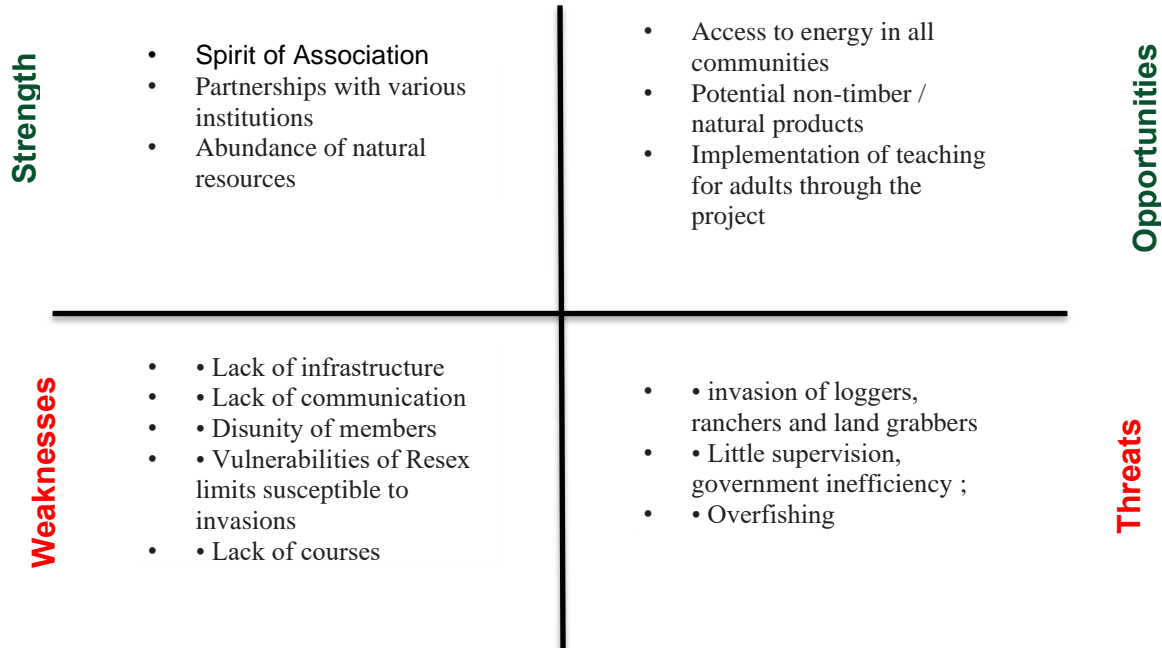 Strength
• Spirit of Association
• Partnerships with various
institutions
• Abundance of natural
resources
• Access to energy in all
communities
• Potential non-timber /
natural products
• Implementation of teaching
for adults through the
project
Opportunities
Weaknesses
• • Lack of infrastructure
• • Lack of communication
• • Disunity of members
• • Vulnerabilities of Resex
limits susceptible to
invasions
• • Lack of courses
• • invasion of loggers,
ranchers and land grabbers
• • Little supervision,
government inefficiency ;
• • Overfishing
Threats